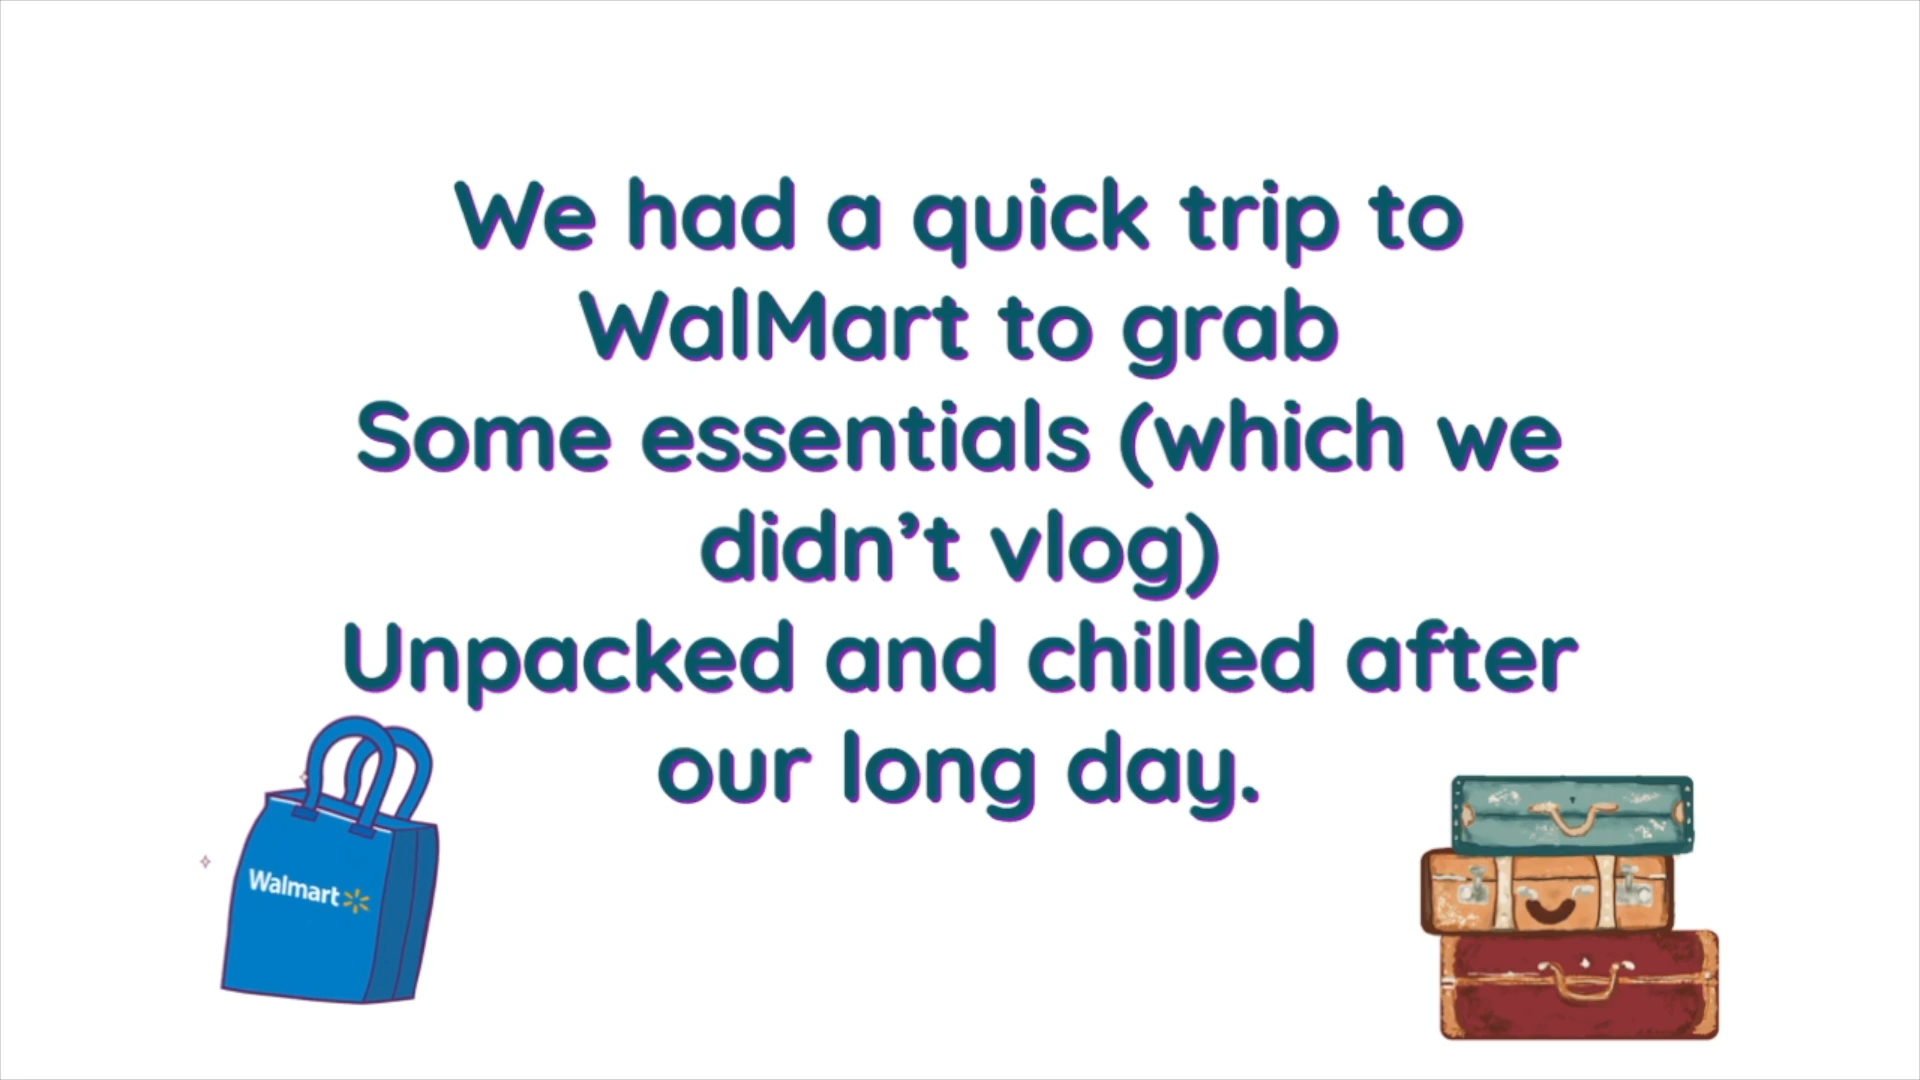 We had a quick trip to
WalMart to grab
Some essentials (which we
didn’t vlog)
Unpacked and chilled after
our long day.
Walmart